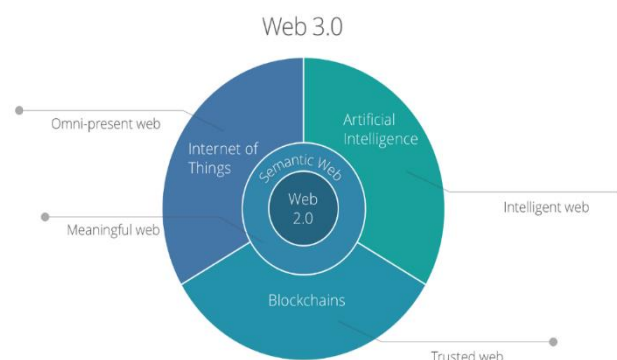 Web 3.0
Omni-present web
Internet of
Things
Artificial
Intelligence
Semantic Web
Web
2.0
Intelligent web
Meaningful web
Blockchains
Trusted web